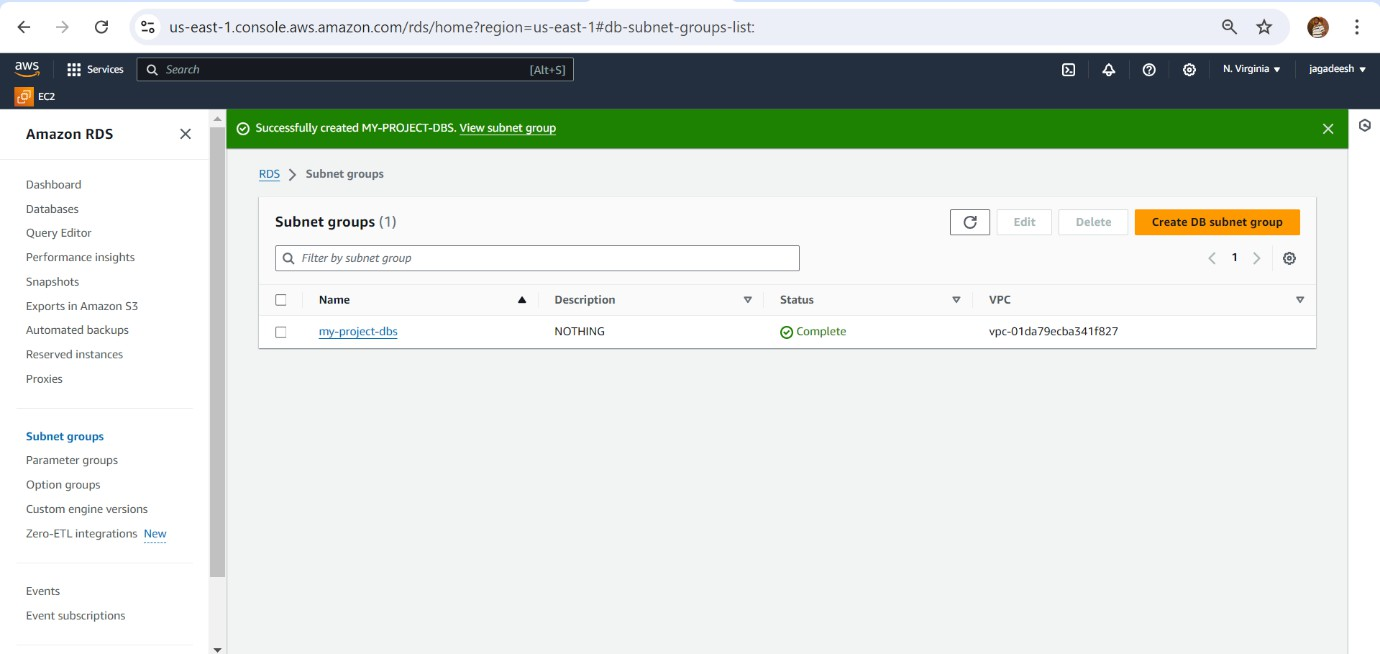 us-east-1.console.aws.amazon.com/rds/home?region=us-east-1#db-subnet-groups-list:
aws Services Search [Alt+S] N. Virginia jagadeesh
EC2
Amazon RDS
Successfully created MY-PROJECT-DBS. View subnet group
Dashboard
Databases
Query Editor
Performance insights
Snapshots
Exports in Amazon S3
Automated backups
Reserved instances
Proxies
Subnet groups
Parameter groups
Option groups
Custom engine versions
Zero-ETL integrations New
Events
Event subscriptions
RDS > Subnet groups
Subnet groups (1) Edit Delete Create DB subnet group
Filter by subnet group 1
Name Description Status VPC
my-project-dbs NOTHING Complete vpc-01da79ecba341f827